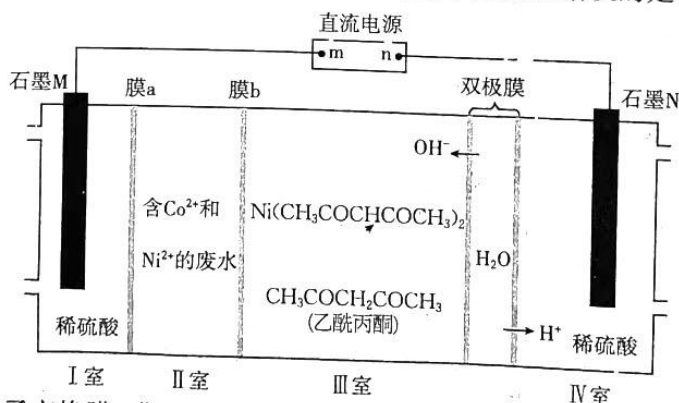 直流电源
m n
石墨M 膜a 膜b 双极膜 石墨N
OH⁻
含Co²⁺和
Ni²⁺的废水
Ni(CH₃COCHCOCH₃)₂
H₂O
CH₃COCH₂COCH₃
(乙酰丙酮)
H⁺
稀硫酸 稀硫酸
Ⅰ室 Ⅱ室 Ⅲ室 Ⅳ室